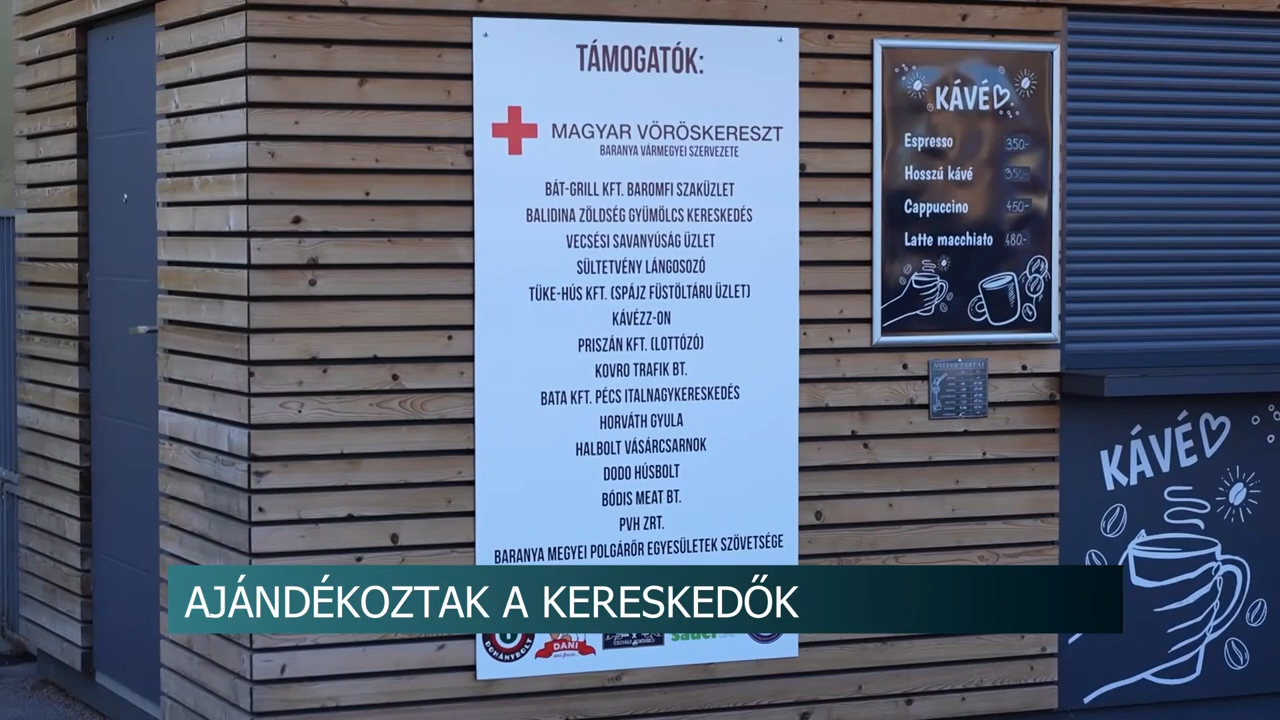 TÁMOGATÓK:
MAGYAR VÖRÖSKERESZT
BARANYA VÁRMEGYEI SZERVEZETE
BÁT-GRILL KFT. BAROMFI SZAKÜZLET
BALIDINA ZÖLDSÉG GYÜMÖLCS KERESKEDÉS
VECSÉSI SAVANYÚSÁG ÜZLET
SÜLTETVÉNY LÁNGOSOZÓ
TÜKE-HÚS KFT. (SPÁJZ FÜSTÖLTÁRU ÜZLET)
KÁVÉZZ-ON
PRISZÁN KFT. (LOTTÓZÓ)
KOVRO TRAFIK BT.
BATA KFT. PÉCS ITALNAGYKERESKEDÉS
HORVÁTH GYULA
HALBOLT VÁSÁRCSARNOK
DODO HÚSBOLT
BÓDIS MEAT BT.
PVH ZRT.
BARANYA MEGYEI POLGÁRŐR EGYESÜLETEK SZÖVETSÉGE
DOHÁNYBOLT
DANI
KÁVÉ
Espresso 350.-
Hosszú kávé 350.-
Cappuccino 450.-
Latte macchiato 480.-
NYITVATARTÁS
KÁVÉ
AJÁNDÉKOZTAK A KERESKEDŐK